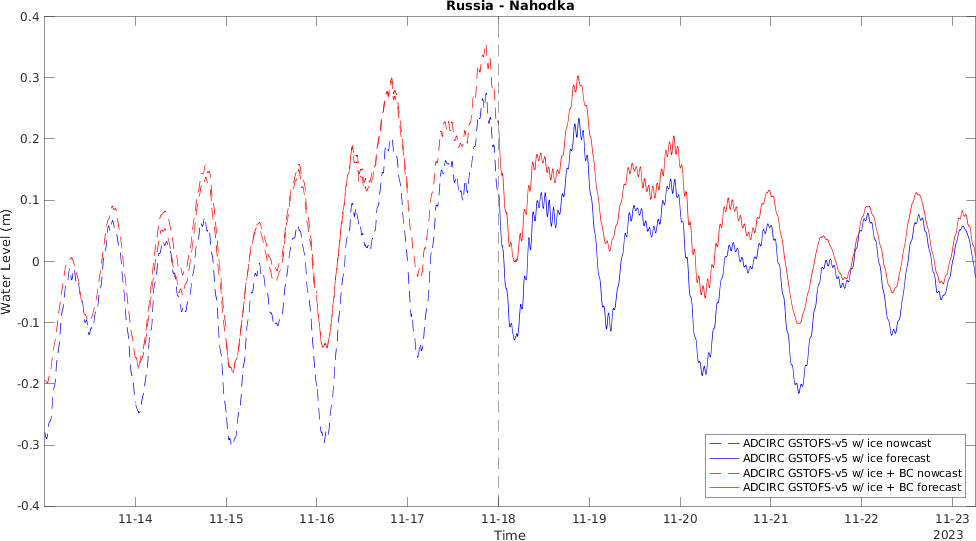 Russia - Nahodka
0.4
0.3
0.2
0.1
0
-0.1
-0.2
-0.3
-0.4
Water Level (m)
ADCIRC GSTOFS-v5 w/ ice nowcast
ADCIRC GSTOFS-v5 w/ ice forecast
ADCIRC GSTOFS-v5 w/ ice + BC nowcast
ADCIRC GSTOFS-v5 w/ ice + BC forecast
11-14 11-15 11-16 11-17 11-18 11-19 11-20 11-21 11-22 11-23
Time
2023